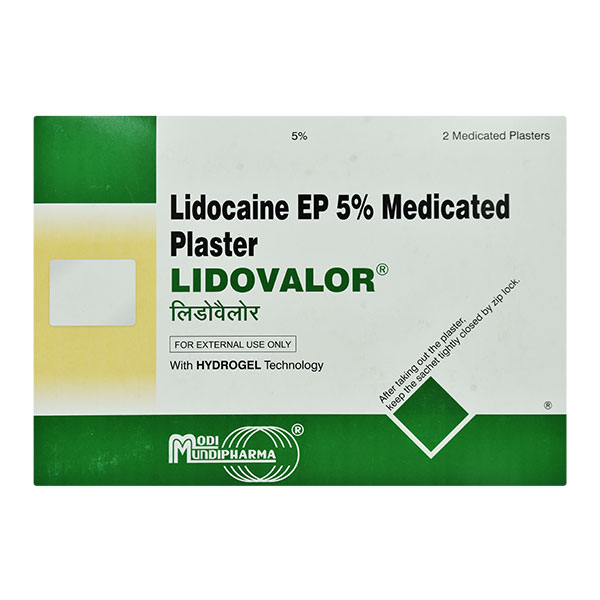 5%
2 Medicated Plasters
Lidocaine EP 5% Medicated
Plaster
LIDOVALOR®
लिडोवैलोर
FOR EXTERNAL USE ONLY
With HYDROGEL Technology
After taking out the plaster,
keep the sachet tightly closed by zip lock.
®
MODI
MUNDIPHARMA
®